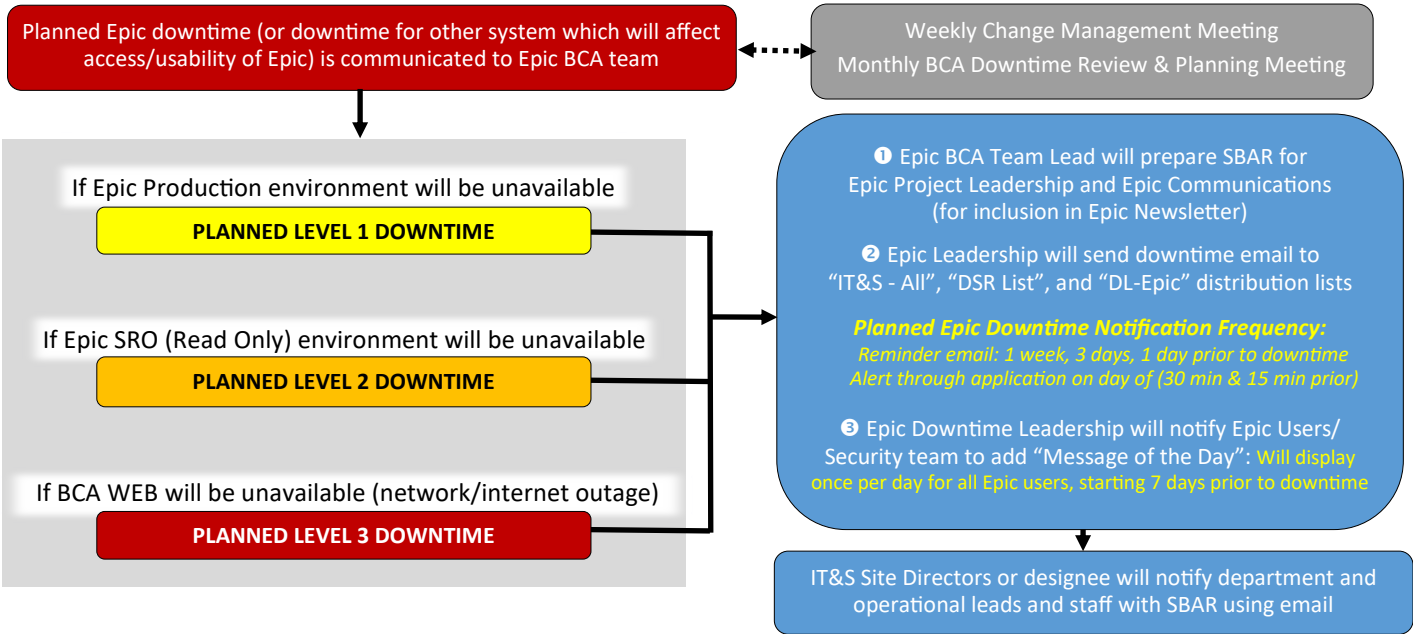 Planned Epic downtime (or downtime for other system which will affect
access/usability of Epic) is communicated to Epic BCA team
Weekly Change Management Meeting
Monthly BCA Downtime Review & Planning Meeting
If Epic Production environment will be unavailable
PLANNED LEVEL 1 DOWNTIME
If Epic SRO (Read Only) environment will be unavailable
PLANNED LEVEL 2 DOWNTIME
If BCA WEB will be unavailable (network/internet outage)
PLANNED LEVEL 3 DOWNTIME
❶ Epic BCA Team Lead will prepare SBAR for
Epic Project Leadership and Epic Communications
(for inclusion in Epic Newsletter)
❷ Epic Leadership will send downtime email to
“IT&S - All”, “DSR List”, and “DL-Epic” distribution lists
Planned Epic Downtime Notification Frequency:
Reminder email: 1 week, 3 days, 1 day prior to downtime
Alert through application on day of (30 min & 15 min prior)
❸ Epic Downtime Leadership will notify Epic Users/
Security team to add “Message of the Day”: Will display
once per day for all Epic users, starting 7 days prior to downtime
IT&S Site Directors or designee will notify department and
operational leads and staff with SBAR using email